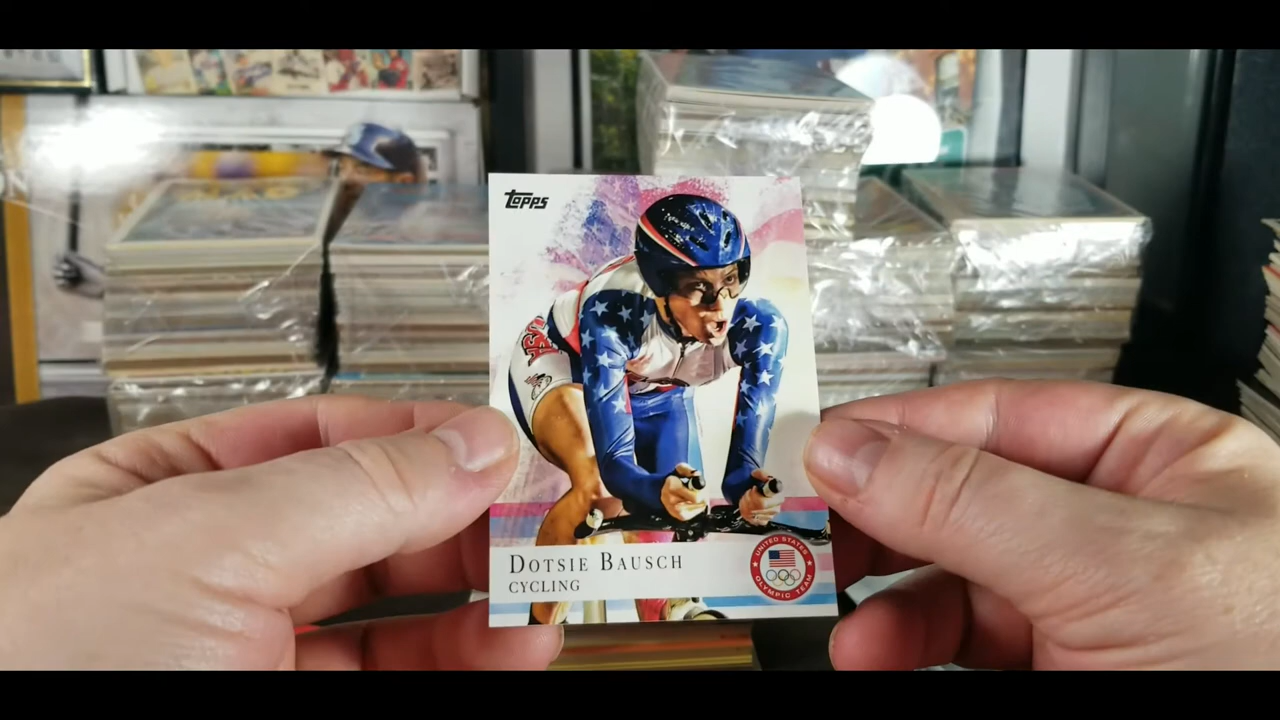 Topps
DOTSIE BAUSCH
CYCLING
UNITED STATES
OLYMPIC TEAM